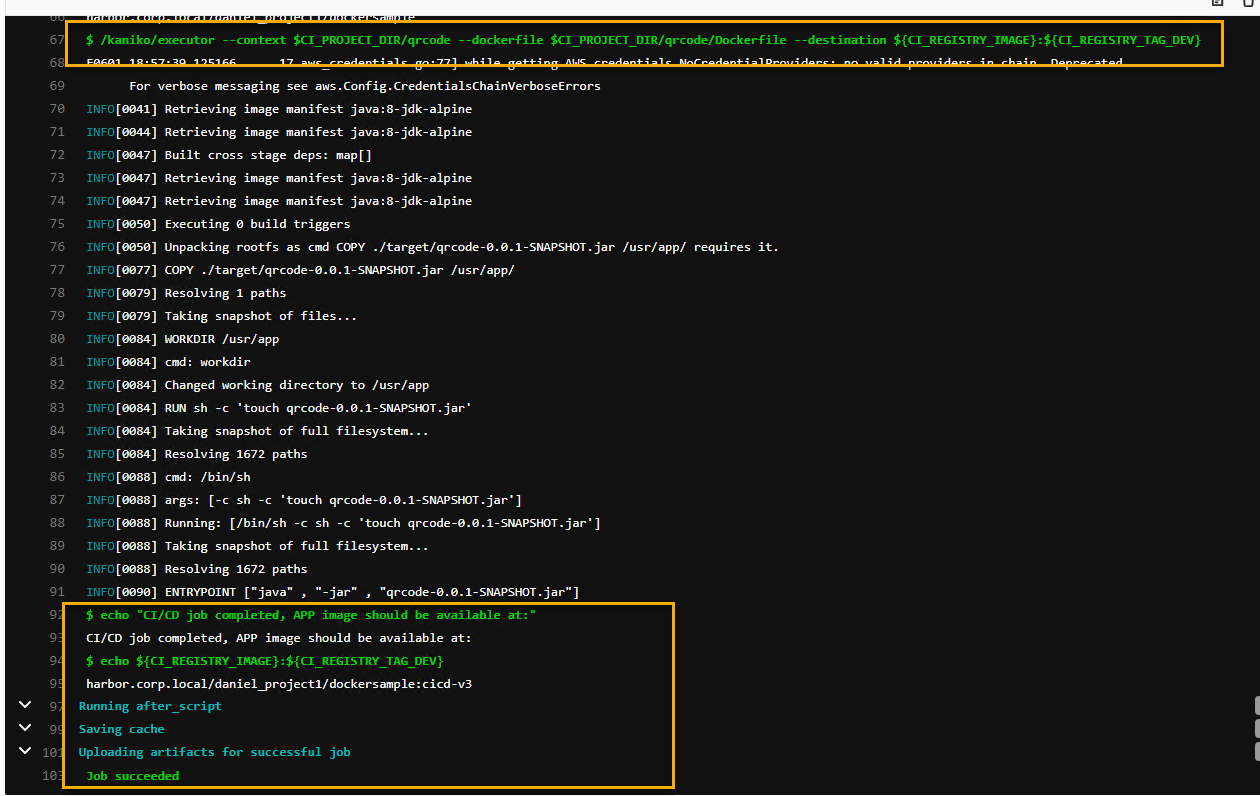 66 harbor.corp.local/daniel_project1/dockersample
67 $ /kaniko/executor --context $CI_PROJECT_DIR/qrcode --dockerfile $CI_PROJECT_DIR/qrcode/Dockerfile --destination ${CI_REGISTRY_IMAGE}:${CI_REGISTRY_TAG_DEV}
68 E0601 18:57:39.125166 17 aws_credentials.go:77] while getting AWS credentials NoCredentialProviders: no valid providers in chain. Deprecated.
69 For verbose messaging see aws.Config.CredentialsChainVerboseErrors
70 INFO[0041] Retrieving image manifest java:8-jdk-alpine
71 INFO[0044] Retrieving image manifest java:8-jdk-alpine
72 INFO[0047] Built cross stage deps: map[]
73 INFO[0047] Retrieving image manifest java:8-jdk-alpine
74 INFO[0047] Retrieving image manifest java:8-jdk-alpine
75 INFO[0050] Executing 0 build triggers
76 INFO[0050] Unpacking rootfs as cmd COPY ./target/qrcode-0.0.1-SNAPSHOT.jar /usr/app/ requires it.
77 INFO[0077] COPY ./target/qrcode-0.0.1-SNAPSHOT.jar /usr/app/
78 INFO[0079] Resolving 1 paths
79 INFO[0079] Taking snapshot of files...
80 INFO[0084] WORKDIR /usr/app
81 INFO[0084] cmd: workdir
82 INFO[0084] Changed working directory to /usr/app
83 INFO[0084] RUN sh -c 'touch qrcode-0.0.1-SNAPSHOT.jar'
84 INFO[0084] Taking snapshot of full filesystem...
85 INFO[0084] Resolving 1672 paths
86 INFO[0088] cmd: /bin/sh
87 INFO[0088] args: [-c sh -c 'touch qrcode-0.0.1-SNAPSHOT.jar']
88 INFO[0088] Running: [/bin/sh -c sh -c 'touch qrcode-0.0.1-SNAPSHOT.jar']
89 INFO[0088] Taking snapshot of full filesystem...
90 INFO[0088] Resolving 1672 paths
91 INFO[0090] ENTRYPOINT ["java" , "-jar" , "qrcode-0.0.1-SNAPSHOT.jar"]
92 $ echo "CI/CD job completed, APP image should be available at:"
93 CI/CD job completed, APP image should be available at:
94 $ echo ${CI_REGISTRY_IMAGE}:${CI_REGISTRY_TAG_DEV}
95 harbor.corp.local/daniel_project1/dockersample:cicd-v3
97 Running after_script
99 Saving cache
101 Uploading artifacts for successful job
103 Job succeeded